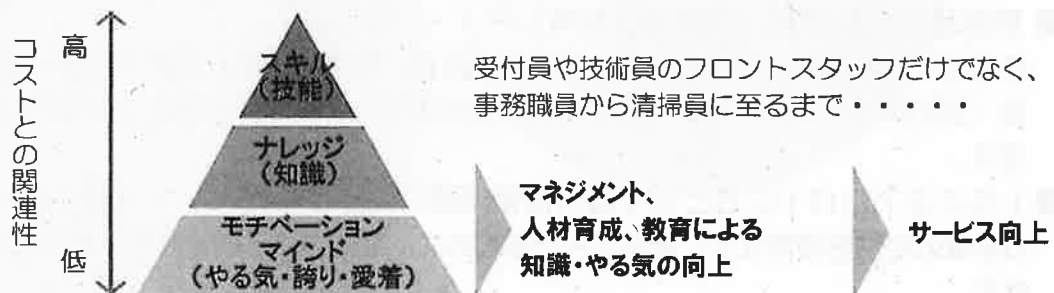 コストとの関連性
高
低
スキル
（技能）
ナレッジ
（知識）
モチベーション
マインド
（やる気・誇り・愛着）
受付員や技術員のフロントスタッフだけでなく、
事務職員から清掃員に至るまで・・・・・
マネジメント、
人材育成、教育による
知識・やる気の向上
サービス向上